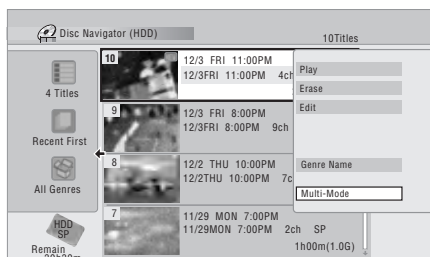 Disc Navigator (HDD)
10Titles
4 Titles
Recent First
All Genres
HDD
SP
Remain
10
12/3 FRI 11:00PM
12/3FRI 11:00PM 4ch
9
12/3 FRI 8:00PM
12/3FRI 8:00PM 9ch
8
12/2 THU 10:00PM
12/2THU 10:00PM 7c
7
11/29 MON 7:00PM
11/29MON 7:00PM 2ch SP
1h00m(1.0G)
Play
Erase
Edit
Genre Name
Multi-Mode